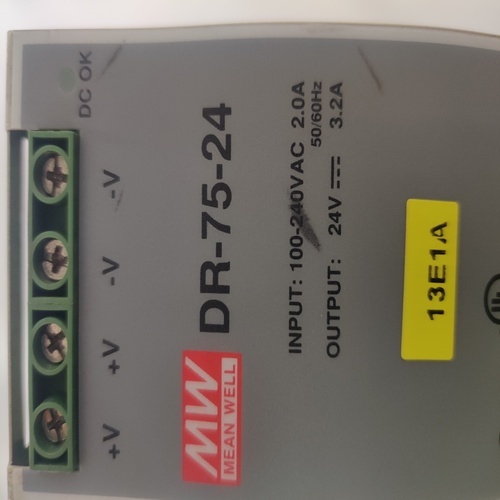 DC OK
-V
-V
+V
+V
DR-75-24
MW
MEAN WELL
INPUT: 100-240VAC 2.0A
50/60Hz
OUTPUT: 24V 3.2A
13E1A